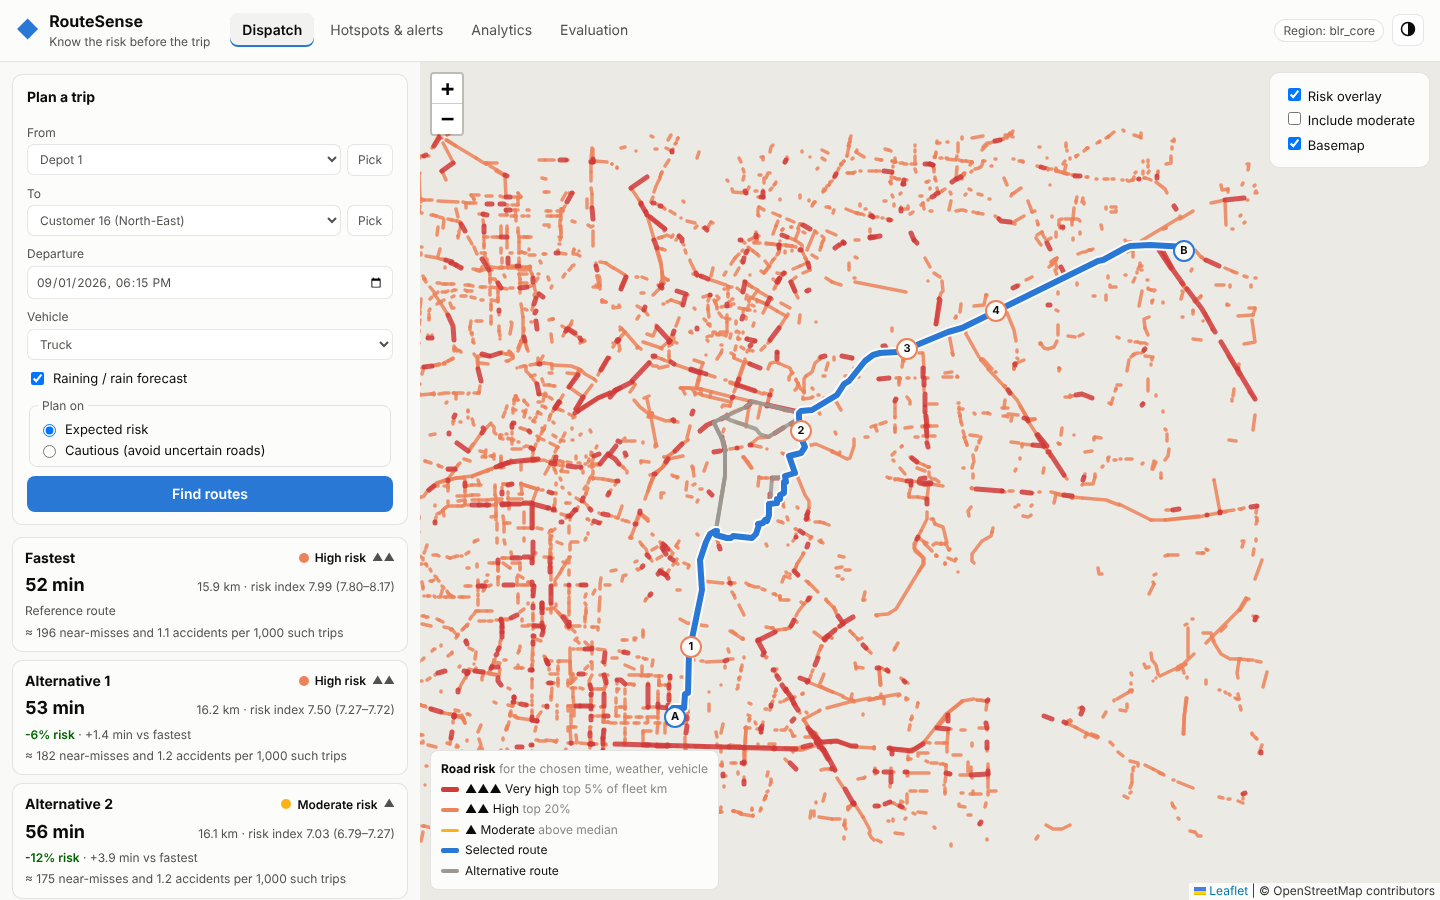 RouteSense
Know the risk before the trip
Dispatch
Hotspots & alerts
Analytics
Evaluation
Region: blr_core
Plan a trip
From
Depot 1
Pick
To
Customer 16 (North-East)
Pick
Departure
09/01/2026, 06:15 PM
Vehicle
Truck
Raining / rain forecast
Plan on
Expected risk
Cautious (avoid uncertain roads)
Find routes
Fastest
High risk ▲▲
52 min
15.9 km · risk index 7.99 (7.80–8.17)
Reference route
≈ 196 near-misses and 1.1 accidents per 1,000 such trips
Alternative 1
High risk ▲▲
53 min
16.2 km · risk index 7.50 (7.27–7.72)
-6% risk · +1.4 min vs fastest
≈ 182 near-misses and 1.2 accidents per 1,000 such trips
Alternative 2
Moderate risk ▲
56 min
16.1 km · risk index 7.03 (6.79–7.27)
-12% risk · +3.9 min vs fastest
≈ 175 near-misses and 1.2 accidents per 1,000 such trips
+
−
Risk overlay
Include moderate
Basemap
B
4
3
2
1
A
Road risk for the chosen time, weather, vehicle
▲▲▲ Very high top 5% of fleet km
▲▲ High top 20%
▲ Moderate above median
Selected route
Alternative route
Leaflet | © OpenStreetMap contributors